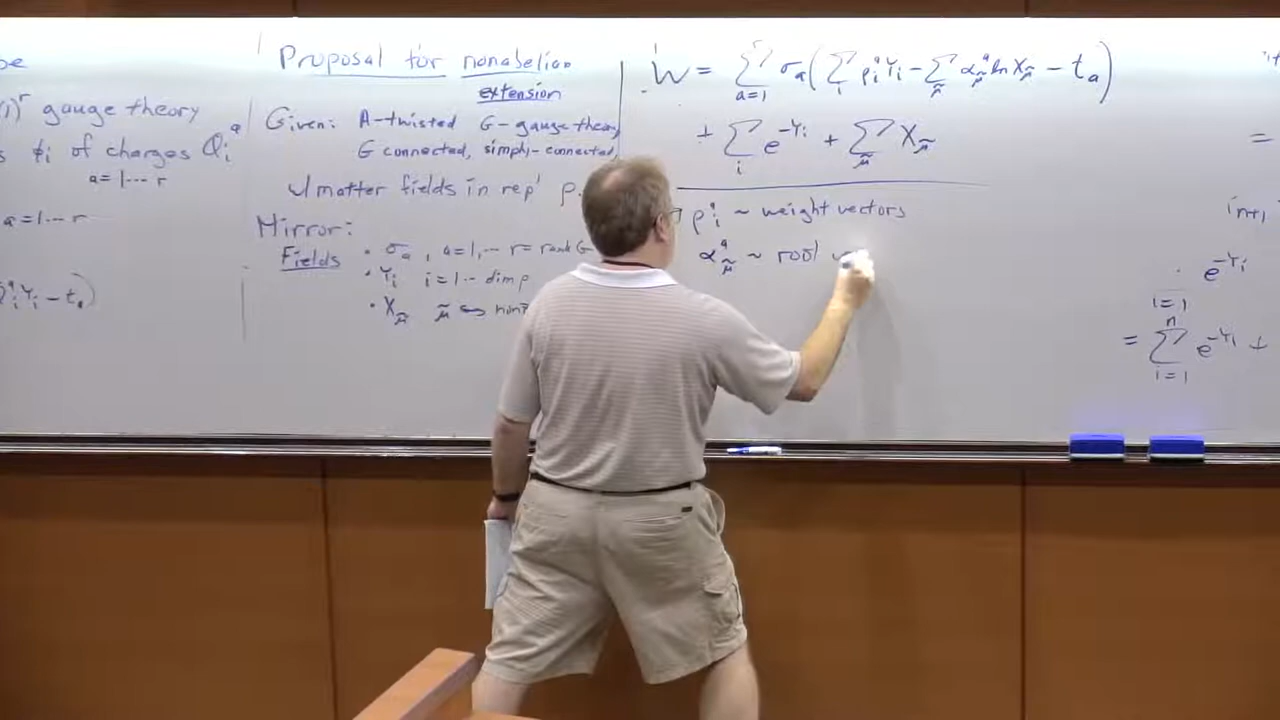 be
(1)^r gauge theory
s φ_i of charges Q_i^a
a=1...r
a=1...r
Q_i^a Y_i - t_a)
Proposal for nonabelian
extension
Given: A-twisted G-gauge theory
G connected, simply-connected
w/ matter fields in rep' ρ.
Mirror:
Fields • σ_a, a=1,... r=rank G
• Y_i i=1... dim ρ
• X_μ̃ μ̃ ↔ non
W = Σ_{a=1}^r σ_a(Σ_i ρ_i^a Y_i - Σ_μ̃ α_μ̃^a ln X_μ̃ - t_a)
+ Σ_i e^{-Y_i} + Σ_μ̃ X_μ̃
ρ_i^a ~ weight vectors
α_μ̃^a ~ root
=
i=1 e^{-Y_i}
= Σ_{i=1}^n e^{-Y_i} +